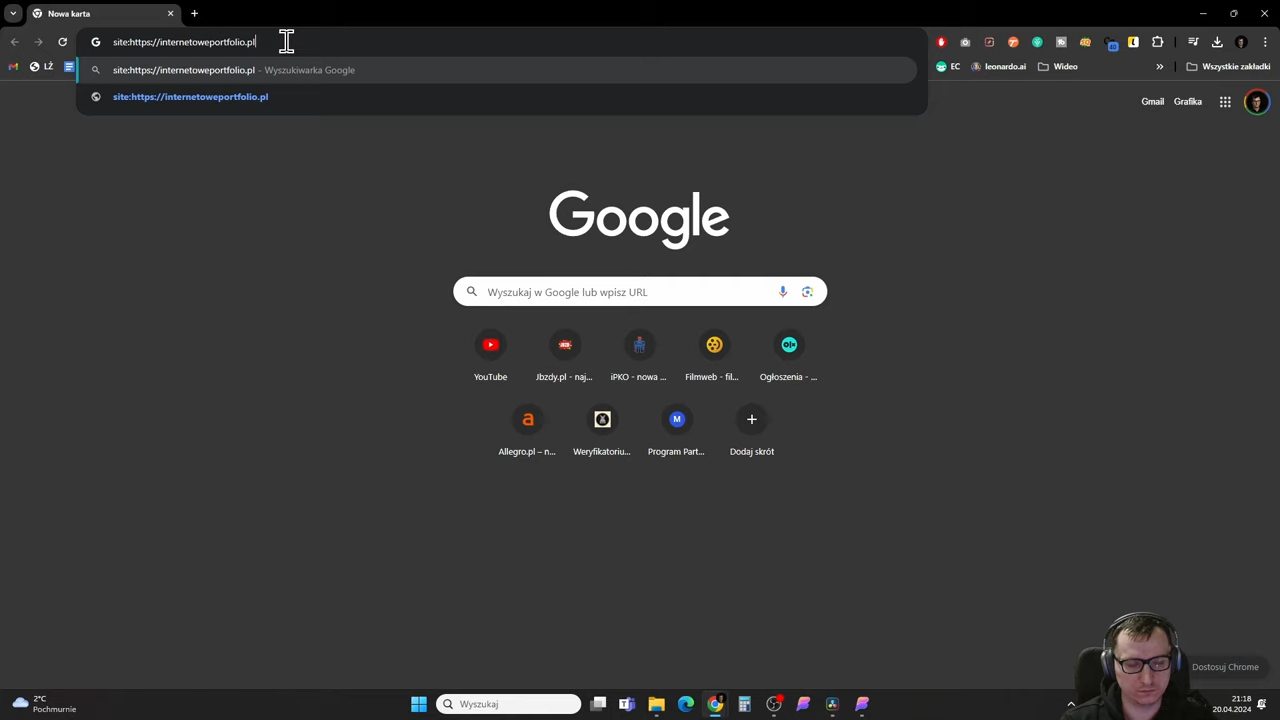 Nowa karta
site:https://internetoweportfolio.pl
site:https://internetoweportfolio.pl - Wyszukiwarka Google
site:https://internetoweportfolio.pl
LŻ
40
EC
leonardo.ai
Wideo
Wszystkie zakładki
Gmail
Grafika
Google
Wyszukaj w Google lub wpisz URL
YouTube
Jbzdy.pl - naj...
iPKO - nowa ...
Filmweb - fil...
Ogłoszenia - ...
Allegro.pl – n...
Weryfikatoriu...
M
Program Part...
Dodaj skrót
Dostosuj Chrome
2°C
Pochmurnie
Wyszukaj
21:18
20.04.2024